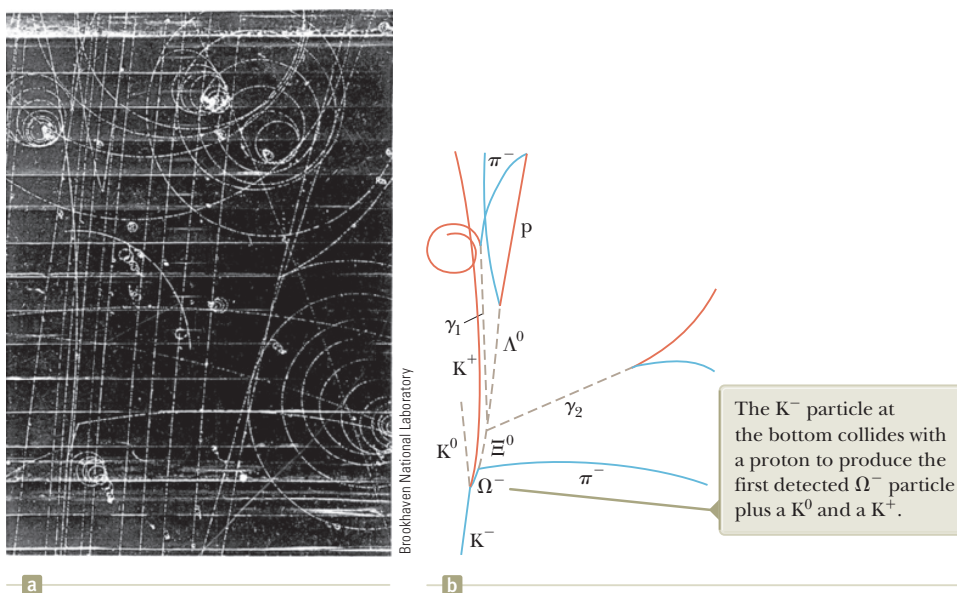 Brookhaven National Laboratory
π⁻
p
γ₁
Λ⁰
K⁺
γ₂
K⁰
Ξ⁰
Ω⁻
π⁻
K⁻
The K⁻ particle at
the bottom collides with
a proton to produce the
first detected Ω⁻ particle
plus a K⁰ and a K⁺.
a
b